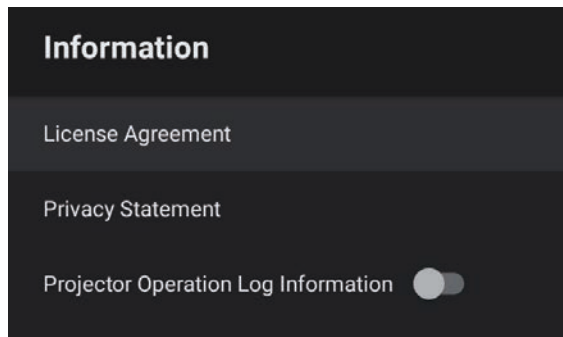 Information
License Agreement
Privacy Statement
Projector Operation Log Information